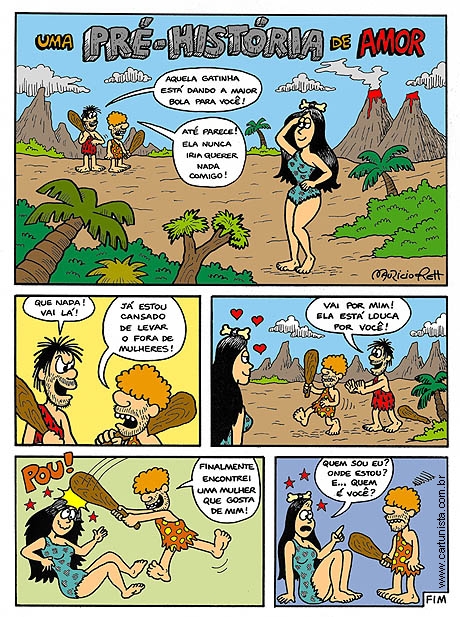 UMA PRÉ-HISTÓRIA DE AMOR
AQUELA GATINHA
ESTÁ DANDO A MAIOR
BOLA PARA VOCÊ!
ATÉ PARECE!
ELA NUNCA
IRIA QUERER
NADA
COMIGO!
MAURICIO RETT
QUE NADA!
VAI LÁ!
JÁ ESTOU
CANSADO
DE LEVAR
O FORA DE
MULHERES!
VAI POR MIM!
ELA ESTÁ LOUCA
POR VOCÊ!
POU!
FINALMENTE
ENCONTREI
UMA MULHER
QUE GOSTA
DE MIM!
QUEM SOU EU?
ONDE ESTOU?
E... QUEM
É VOCÊ?
www.cartunista.com.br
FIM